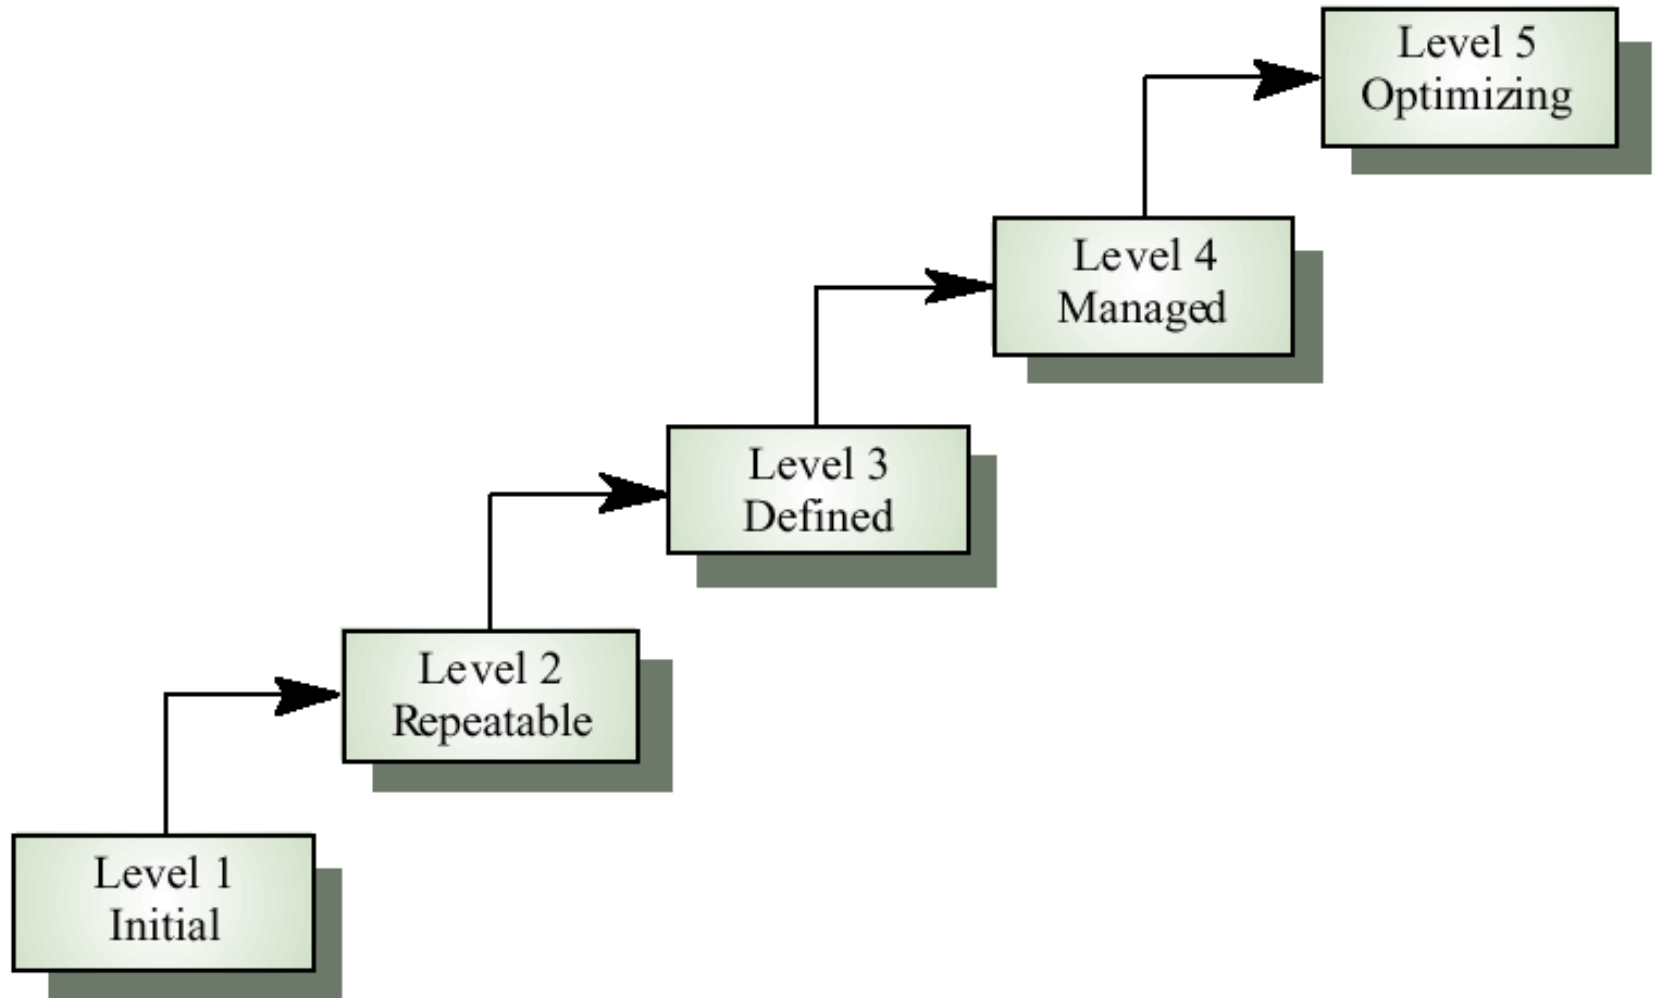 Level 5
Optimizing
Level 4
Managed
Level 3
Defined
Level 2
Repeatable
Level 1
Initial